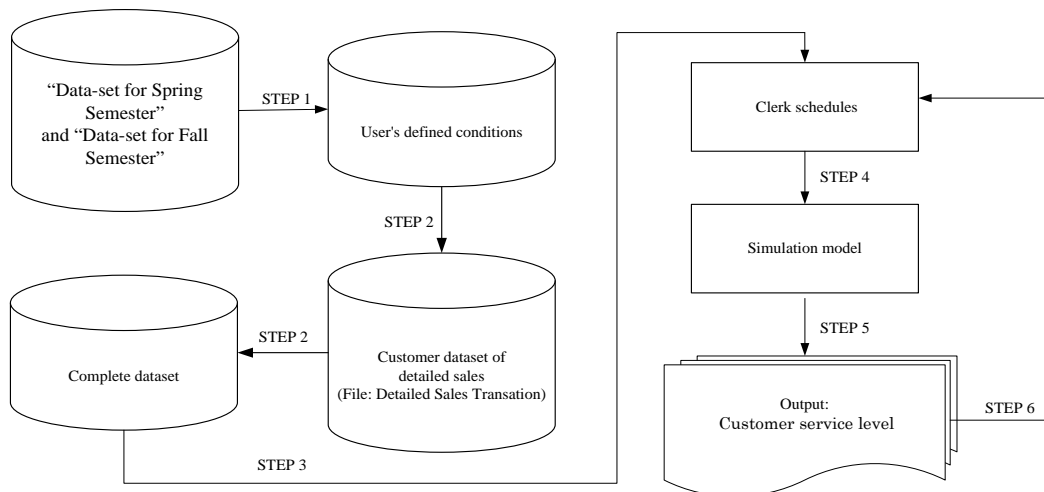 “Data-set for Spring
Semester”
and “Data-set for Fall
Semester”
STEP 1
User's defined conditions
STEP 2
Customer dataset of
detailed sales
(File: Detailed Sales Transation)
STEP 2
Complete dataset
STEP 3
Clerk schedules
STEP 4
Simulation model
STEP 5
Output:
Customer service level
STEP 6